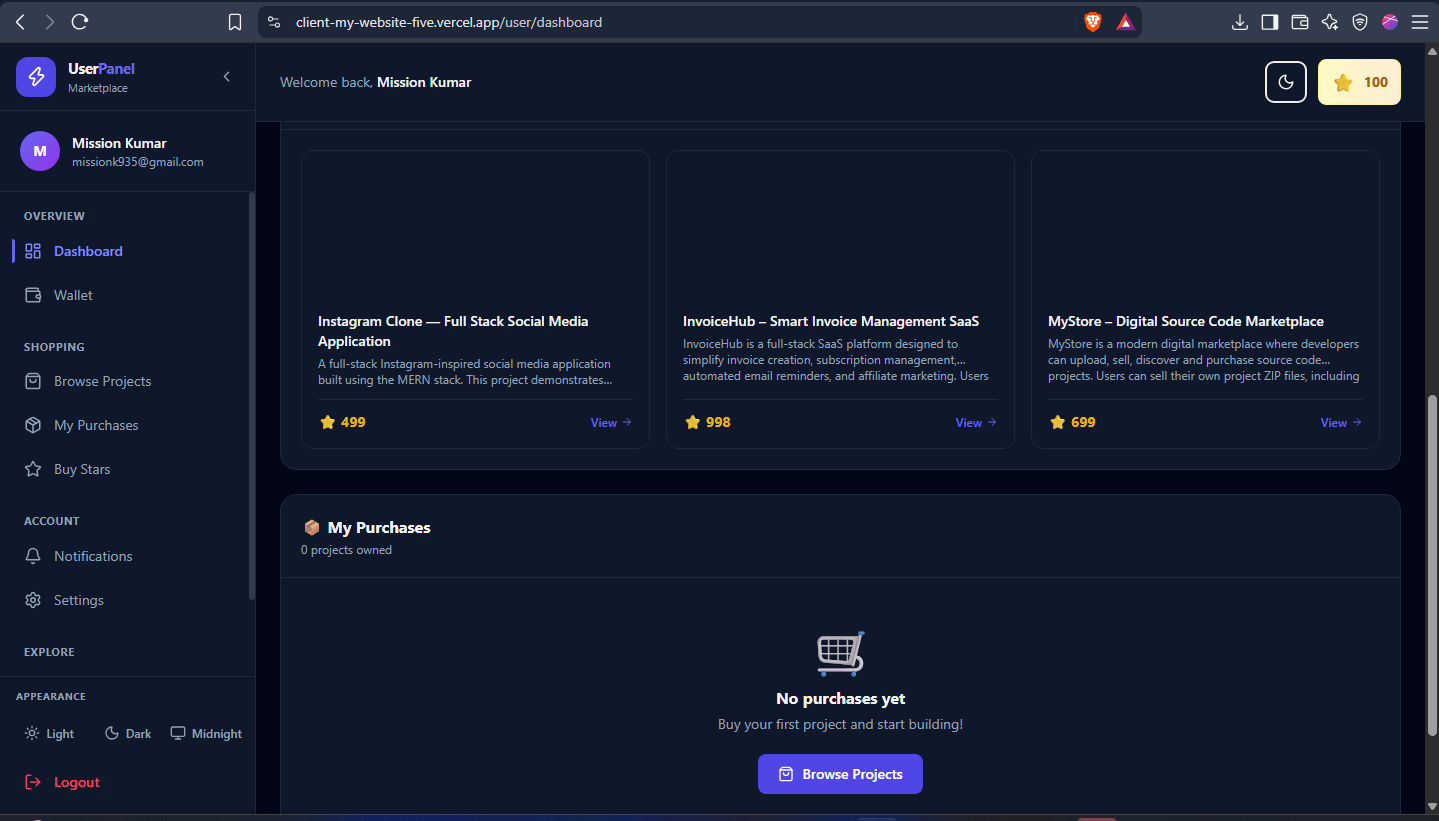 client-my-website-five.vercel.app/user/dashboard
UserPanel
Marketplace
Welcome back, Mission Kumar
100
M
Mission Kumar
missionk935@gmail.com
OVERVIEW
Dashboard
Wallet
SHOPPING
Browse Projects
My Purchases
Buy Stars
ACCOUNT
Notifications
Settings
EXPLORE
APPEARANCE
Light
Dark
Midnight
Logout
Instagram Clone — Full Stack Social Media
Application
A full-stack Instagram-inspired social media application
built using the MERN stack. This project demonstrates...
499
View
InvoiceHub – Smart Invoice Management SaaS
InvoiceHub is a full-stack SaaS platform designed to
simplify invoice creation, subscription management,...
automated email reminders, and affiliate marketing. Users
998
View
MyStore – Digital Source Code Marketplace
MyStore is a modern digital marketplace where developers
can upload, sell, discover and purchase source code...
projects. Users can sell their own project ZIP files, including
699
View
My Purchases
0 projects owned
No purchases yet
Buy your first project and start building!
Browse Projects